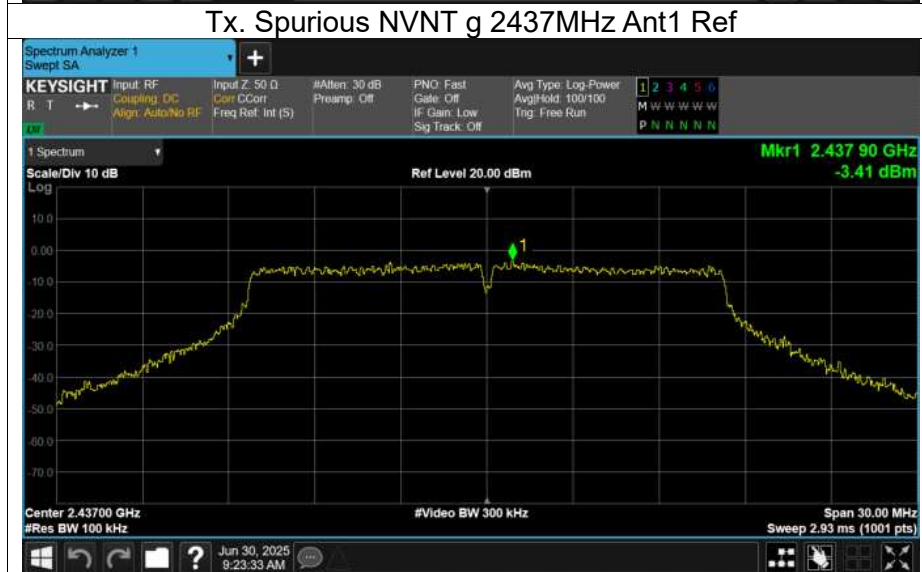 Tx. Spurious NVNT g 2437MHz Ant1 Ref
Spectrum Analyzer 1
Swept SA
+
KEYSIGHT Input: RF Input Z: 50 Ω #Atten: 30 dB PNO: Fast Avg Type: Log-Power 1 2 3 4 5 6
R T Coupling: DC Corr CCorr Preamp: Off Gate: Off Avg|Hold: 100/100 M W W W W W
Align: Auto/No RF Freq Ref: Int (S) IF Gain: Low Trig: Free Run P N N N N N
Sig Track: Off
LXI
1 Spectrum
Mkr1 2.437 90 GHz
Scale/Div 10 dB Ref Level 20.00 dBm -3.41 dBm
Log
10.0
0.00
1
-10.0
-20.0
-30.0
-40.0
-50.0
-60.0
-70.0
Center 2.43700 GHz #Video BW 300 kHz Span 30.00 MHz
#Res BW 100 kHz Sweep 2.93 ms (1001 pts)
? Jun 30, 2025
9:23:33 AM